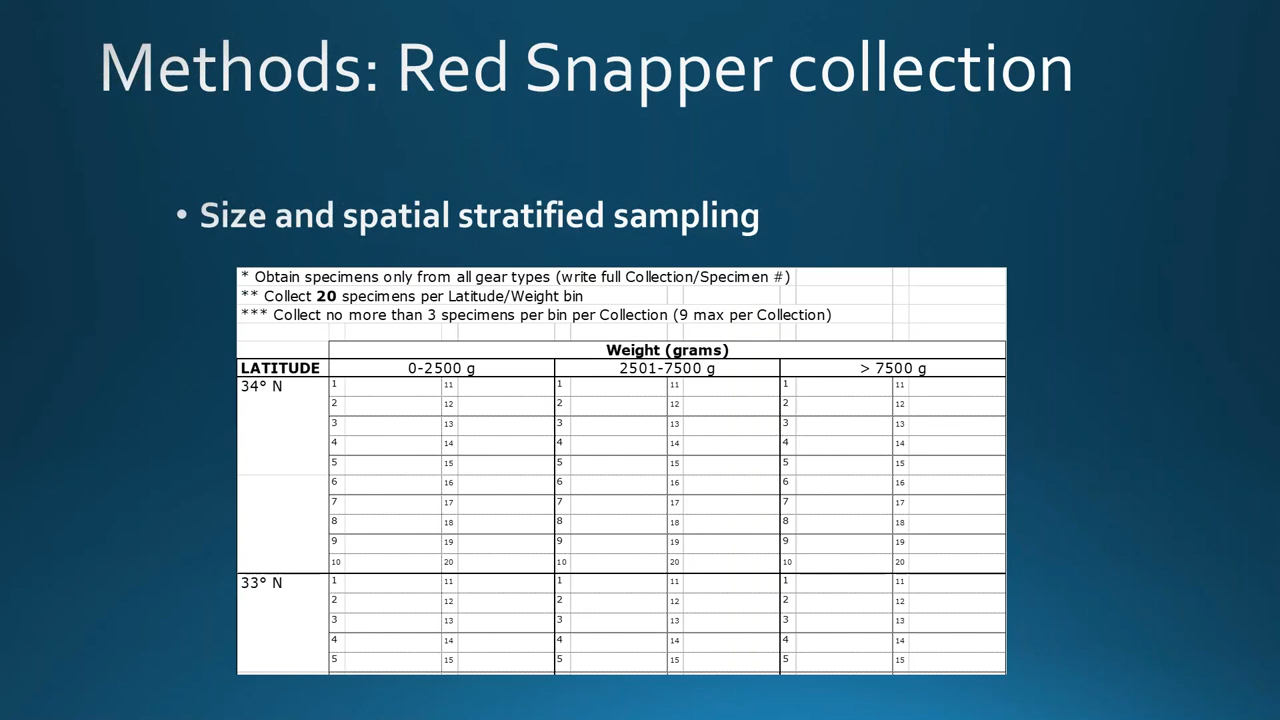 Methods: Red Snapper collection
• Size and spatial stratified sampling
* Obtain specimens only from all gear types (write full Collection/Specimen #)
** Collect 20 specimens per Latitude/Weight bin
*** Collect no more than 3 specimens per bin per Collection (9 max per Collection)
Weight (grams)
LATITUDE 0-2500 g 2501-7500 g > 7500 g
34° N 1 11 1 11 1 11
2 12 2 12 2 12
3 13 3 13 3 13
4 14 4 14 4 14
5 15 5 15 5 15
6 16 6 16 6 16
7 17 7 17 7 17
8 18 8 18 8 18
9 19 9 19 9 19
10 20 10 20 10 20
33° N 1 11 1 11 1 11
2 12 2 12 2 12
3 13 3 13 3 13
4 14 4 14 4 14
5 15 5 15 5 15